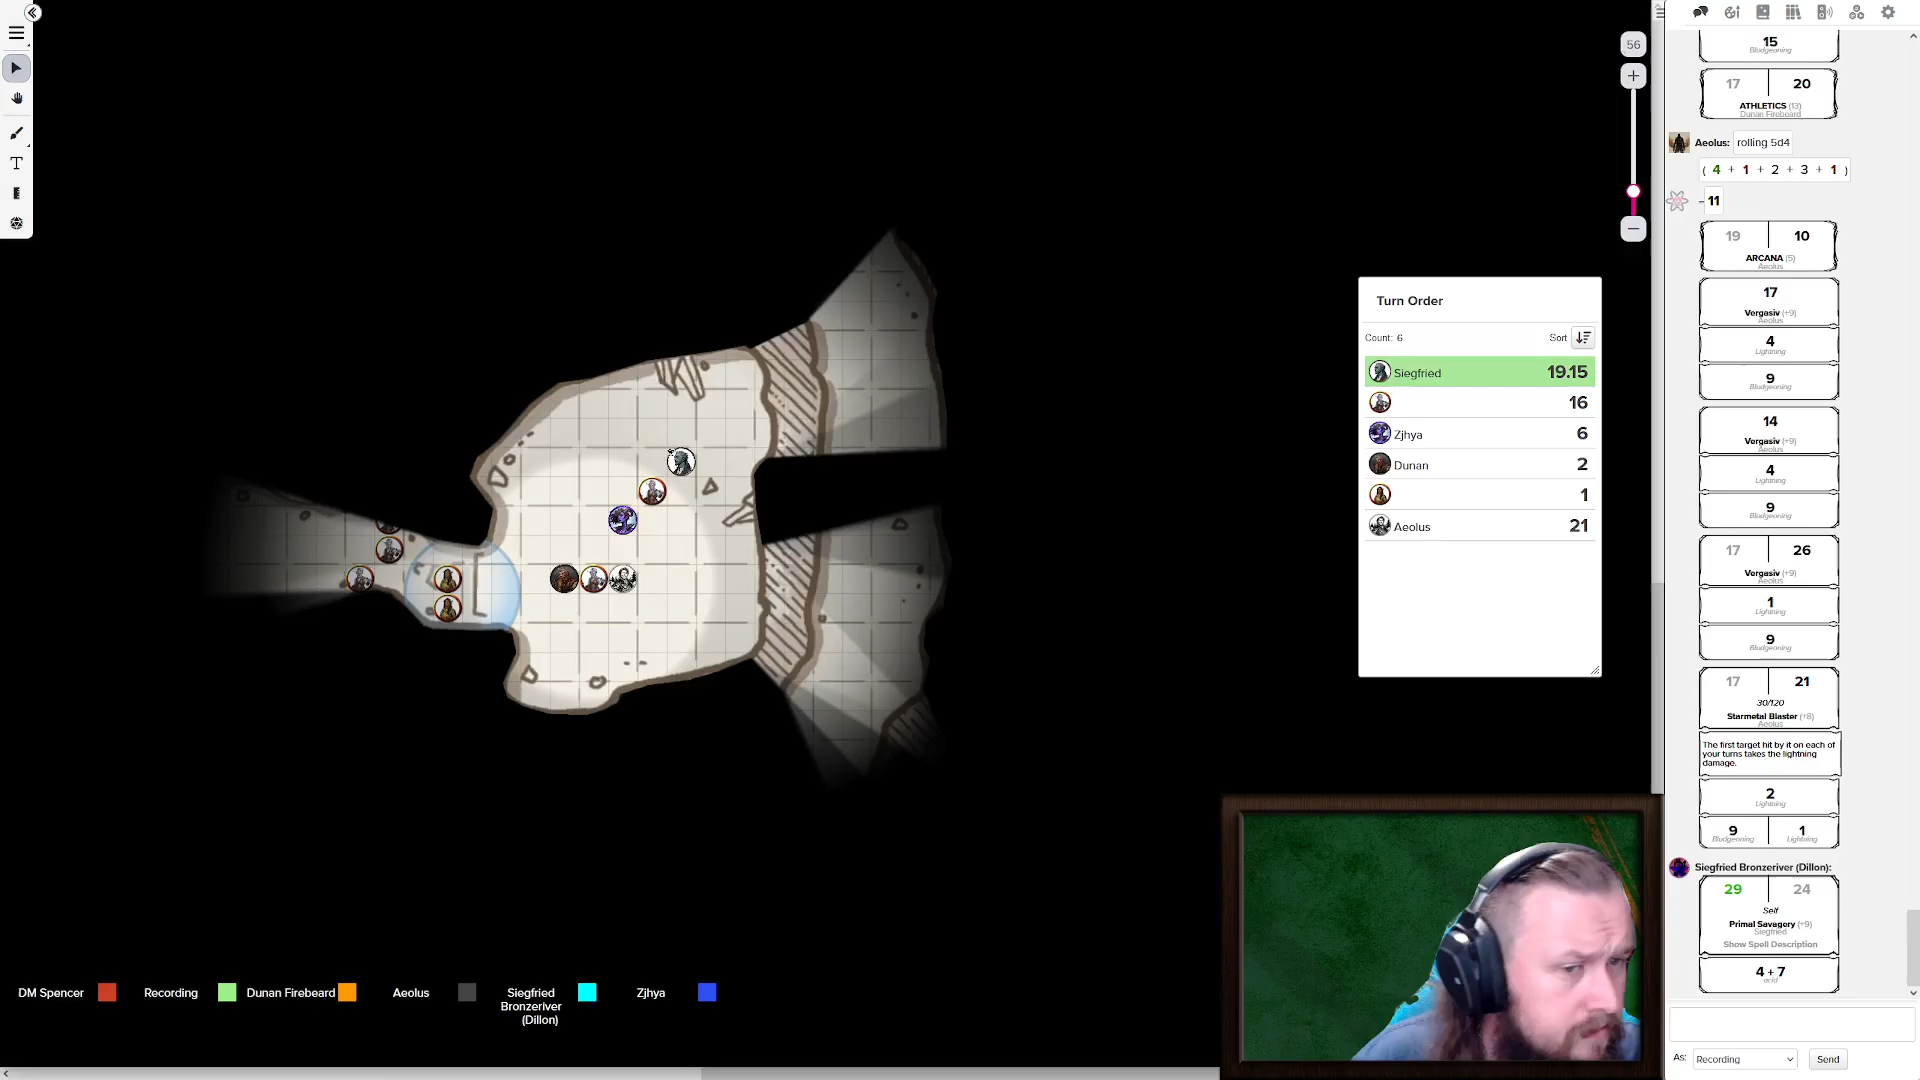 56
Turn Order
Count: 6
Sort
Siegfried
19.15
16
Zjhya
6
Dunan
2
1
Aeolus
21
DM Spencer
Recording
Dunan Firebeard
Aeolus
Siegfried
Bronzeriver
(Dillon)
Zjhya
15
Bludgeoning
17
20
ATHLETICS (13)
Dunan Fireboard
Aeolus:
rolling 5d4
( 4 + 1 + 2 + 3 + 1 )
11
19
10
ARCANA (5)
Aeolus
17
Vergasiv (+9)
Aeolus
4
Lightning
9
Bludgeoning
14
Vergasiv (+9)
Aeolus
4
Lightning
9
Bludgeoning
17
26
Vergasiv (+9)
Aeolus
1
Lightning
9
Bludgeoning
17
21
30/120
Starmetal Blaster (+8)
Aeolus
The first target hit by it on each of
your turns takes the lightning
damage.
2
Lightning
9
Bludgeoning
1
Lightning
Siegfried Bronzeriver (Dillon):
29
24
Self
Primal Savagery (+9)
Siegfried
Show Spell Description
4 + 7
acid
As:
Recording
Send